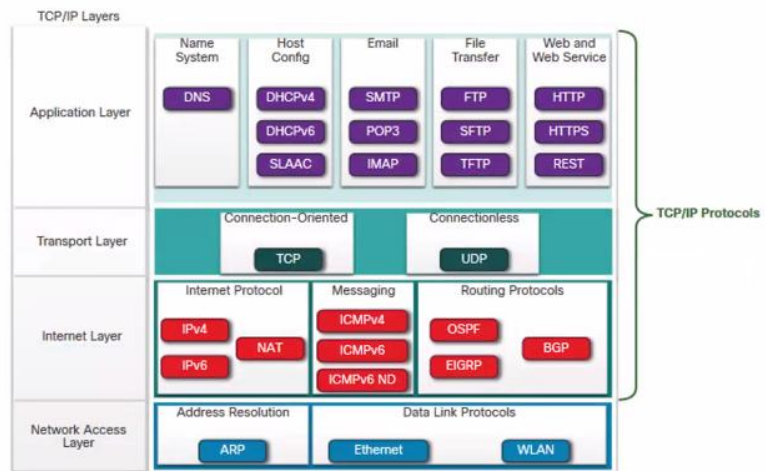 TCP/IP Layers
Application Layer
Name
System
DNS
Host
Config
DHCPv4
DHCPv6
SLAAC
Email
SMTP
POP3
IMAP
File
Transfer
FTP
SFTP
TFTP
Web and
Web Service
HTTP
HTTPS
REST
TCP/IP Protocols
Transport Layer
Connection-Oriented
TCP
Connectionless
UDP
Internet Layer
Internet Protocol
IPv4
IPv6
NAT
Messaging
ICMPv4
ICMPv6
ICMPv6 ND
Routing Protocols
OSPF
EIGRP
BGP
Network Access
Layer
Address Resolution
ARP
Data Link Protocols
Ethernet
WLAN